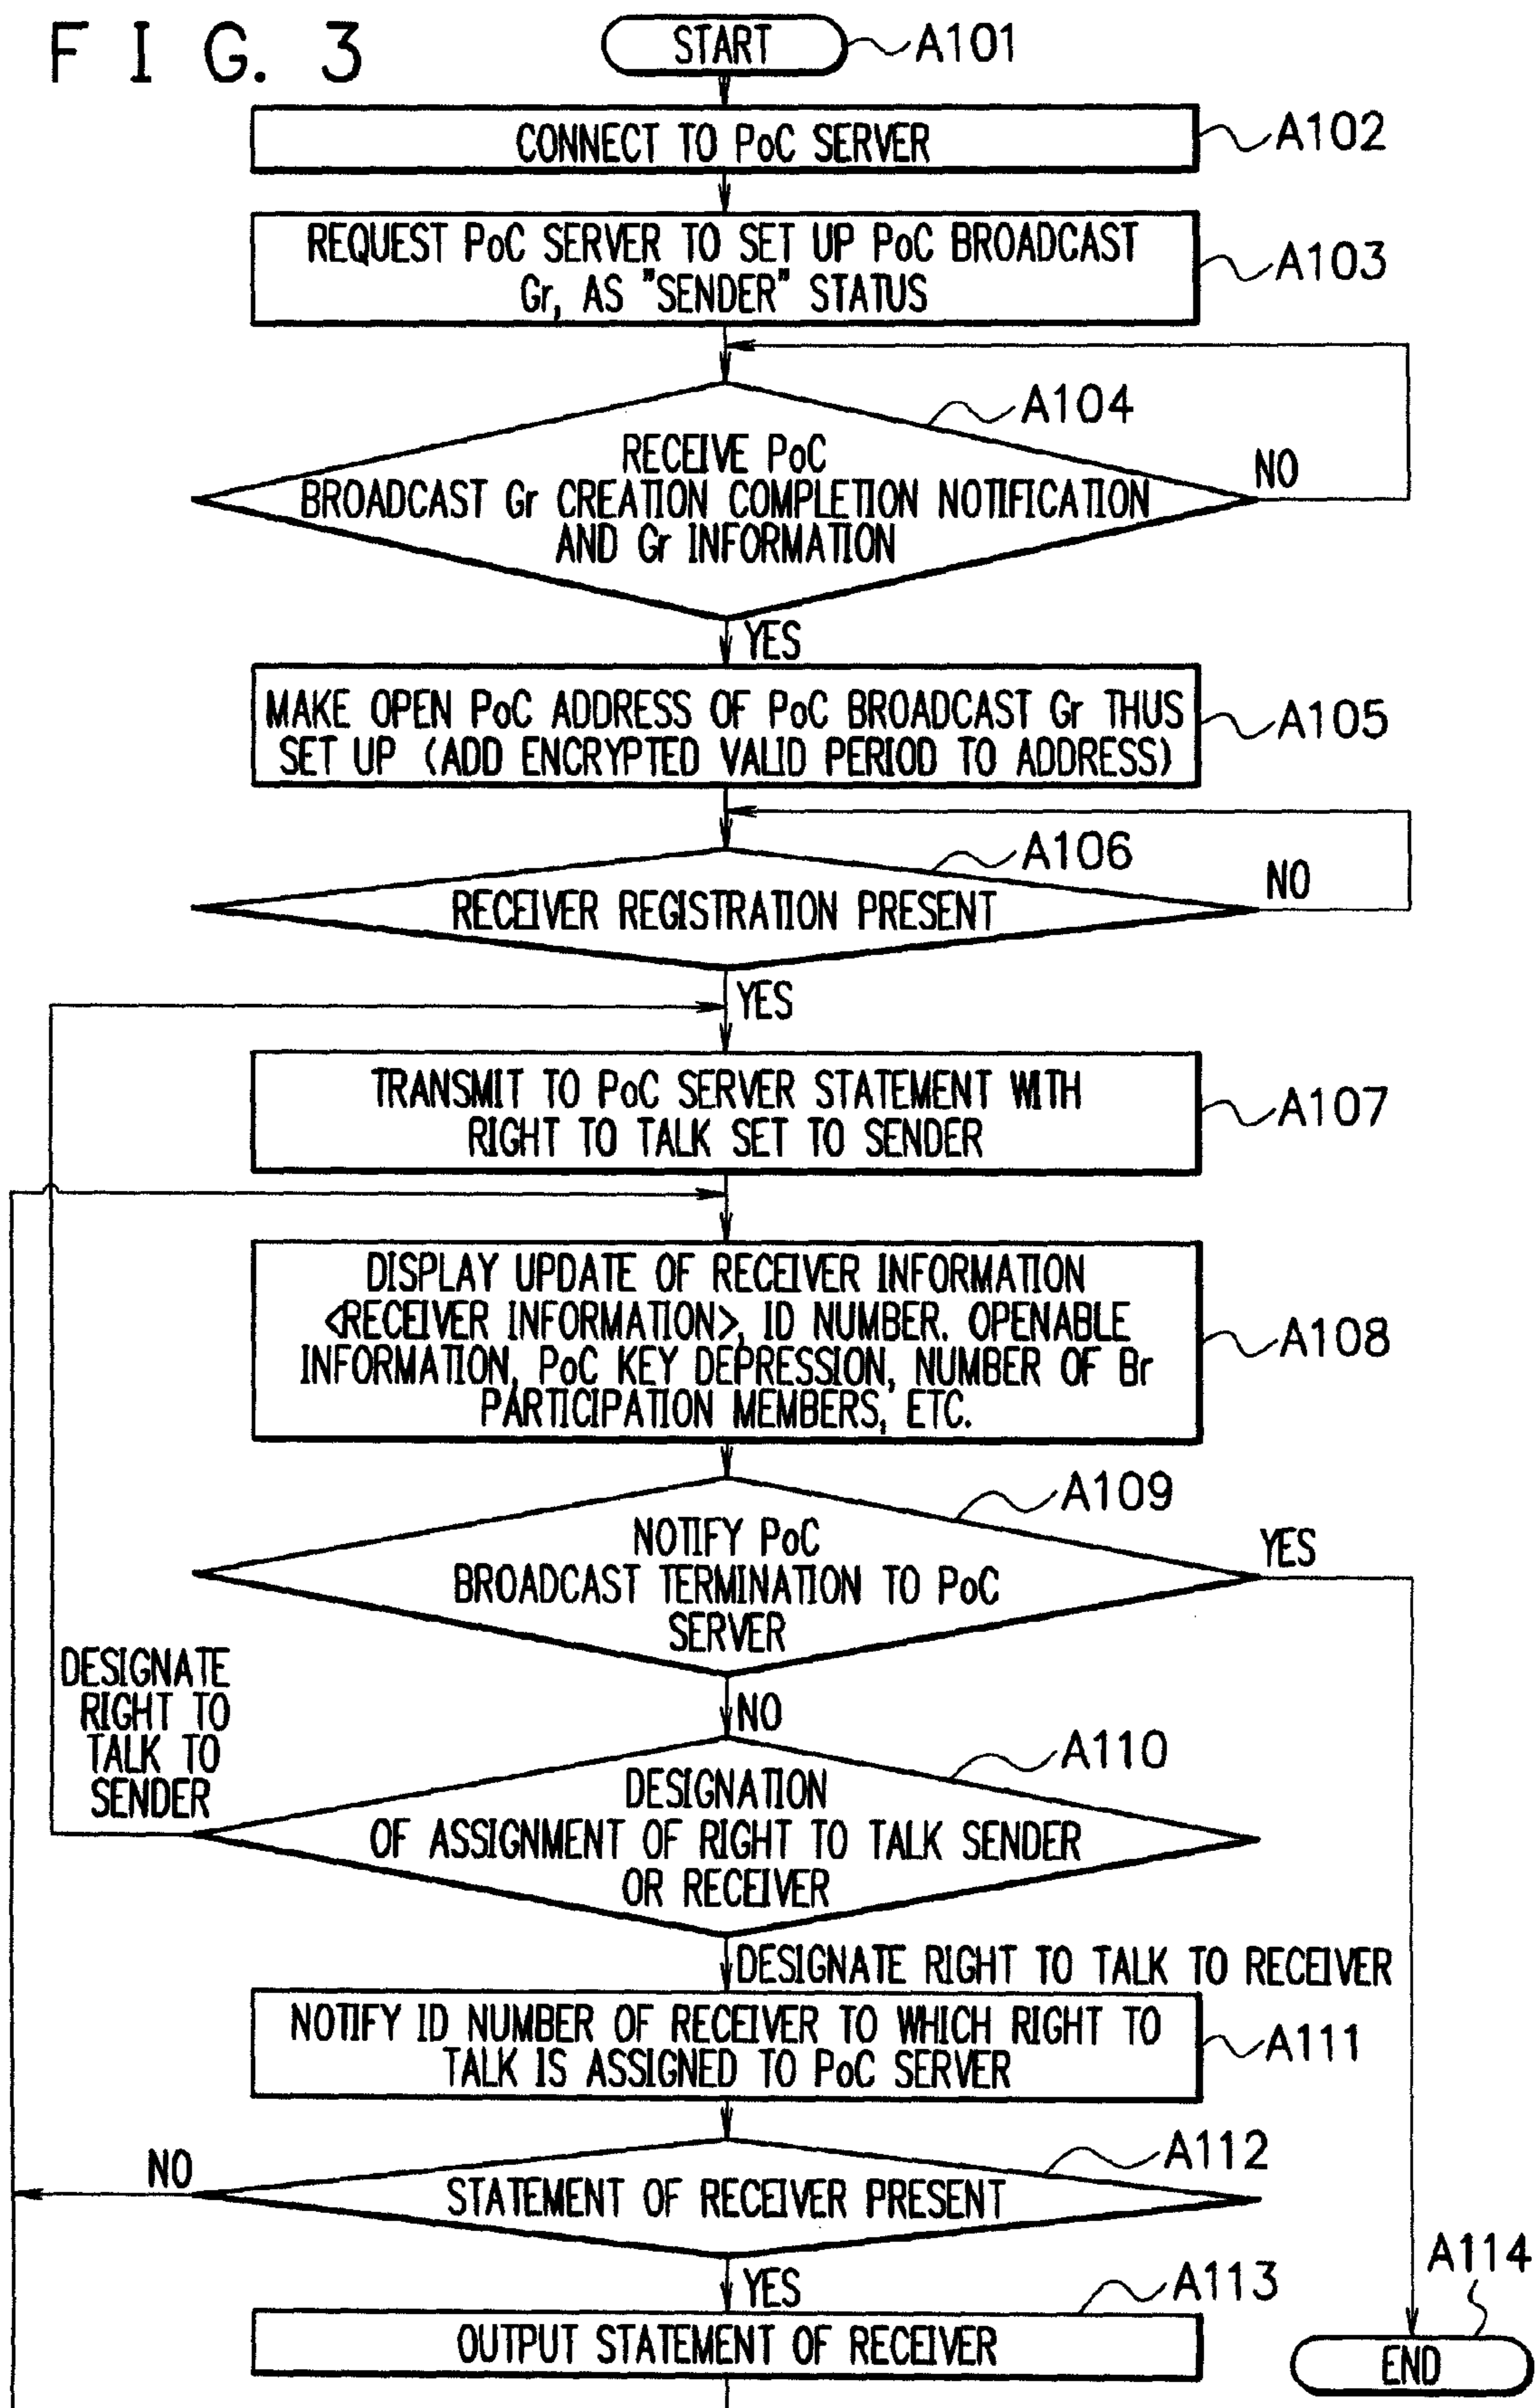 FIG. 3
START
A101
CONNECT TO PoC SERVER
A102
REQUEST PoC SERVER TO SET UP PoC BROADCAST
Gr, AS "SENDER" STATUS
A103
A104
RECEIVE PoC
BROADCAST Gr CREATION COMPLETION NOTIFICATION
AND Gr INFORMATION
NO
YES
MAKE OPEN PoC ADDRESS OF PoC BROADCAST Gr THUS
SET UP (ADD ENCRYPTED VALID PERIOD TO ADDRESS)
A105
A106
RECEIVER REGISTRATION PRESENT
NO
YES
TRANSMIT TO PoC SERVER STATEMENT WITH
RIGHT TO TALK SET TO SENDER
A107
DISPLAY UPDATE OF RECEIVER INFORMATION
<RECEIVER INFORMATION>, ID NUMBER. OPENABLE
INFORMATION, PoC KEY DEPRESSION, NUMBER OF Br
PARTICIPATION MEMBERS, ETC.
A108
A109
NOTIFY PoC
BROADCAST TERMINATION TO PoC
SERVER
YES
NO
DESIGNATE
RIGHT TO
TALK TO
SENDER
A110
DESIGNATION
OF ASSIGNMENT OF RIGHT TO TALK SENDER
OR RECEIVER
DESIGNATE RIGHT TO TALK TO RECEIVER
NOTIFY ID NUMBER OF RECEIVER TO WHICH RIGHT TO
TALK IS ASSIGNED TO PoC SERVER
A111
A112
STATEMENT OF RECEIVER PRESENT
NO
YES
A113
OUTPUT STATEMENT OF RECEIVER
A114
END